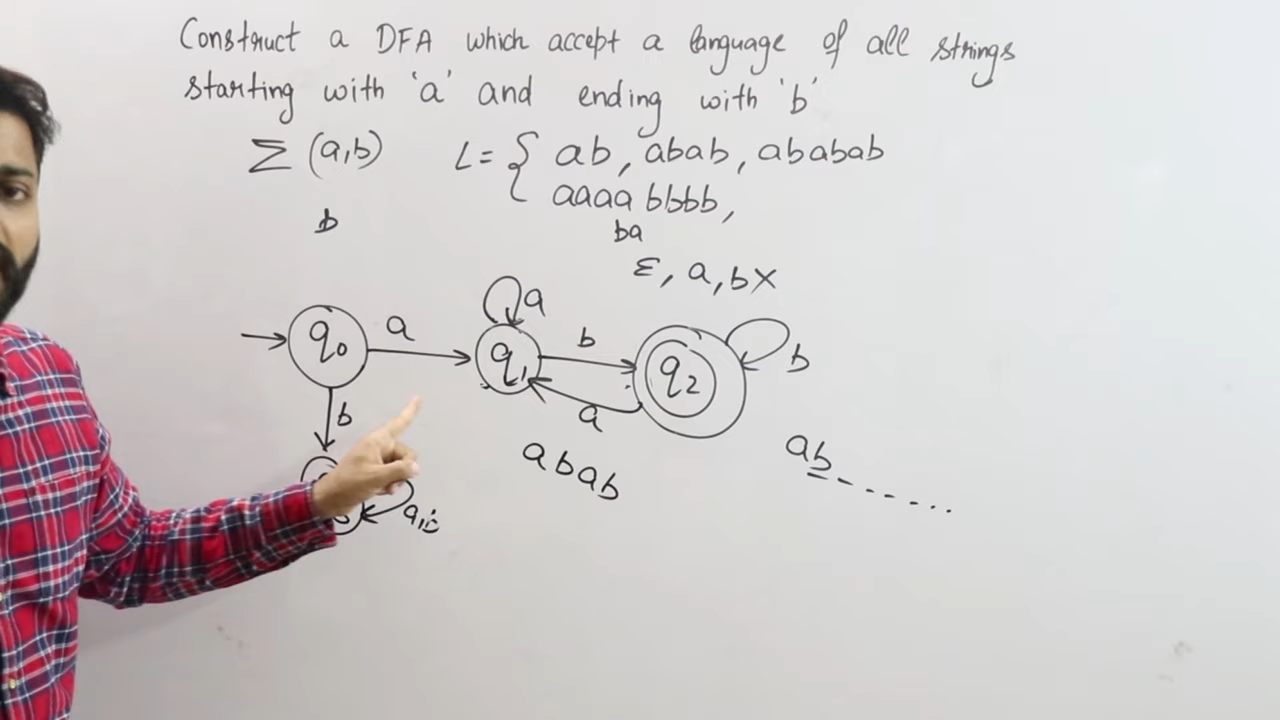 Construct a DFA which accept a language of all strings
starting with 'a' and ending with 'b'
Σ (a,b) L= { ab, abab, ababab
aaaa bbbb,
b
ba
ε, a, b X
a
q0 a q1 b q2 b
a
b
ab - - - - - . .
abab
a,b